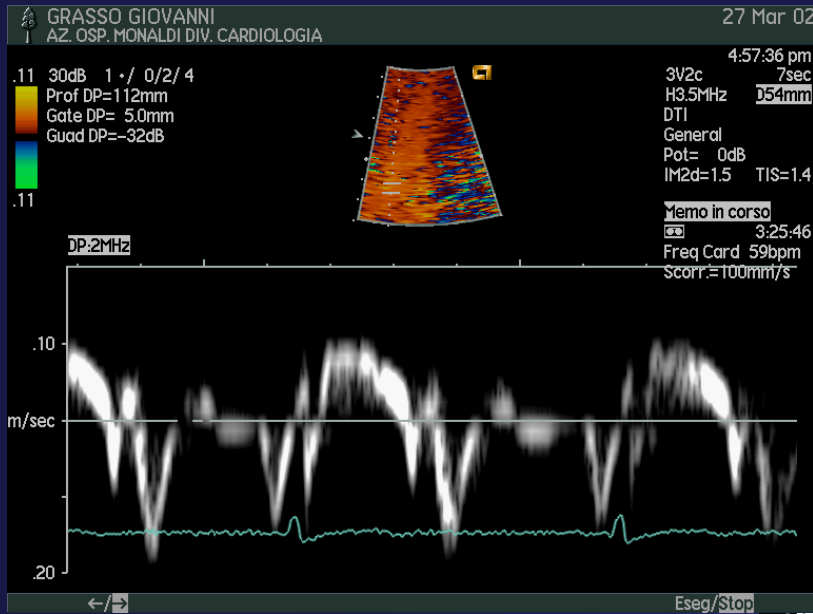 GRASSO GIOVANNI
27 Mar 02
AZ. OSP. MONALDI DIV. CARDIOLOGIA
4:57:36 pm
.11 30dB 1 ·/ 0/2/4
Prof DP=112mm
Gate DP= 5.0mm
Guad DP=-32dB
.11
3V2c 7sec
H3.5MHz D54mm
DTI
General
Pot= 0dB
IM2d=1.5 TIS=1.4
Memo in corso
3:25:46
Freq Card 59bpm
Scorr.=100mm/s
DP:2MHz
.10
m/sec
.20
←/→
Eseg/Stop